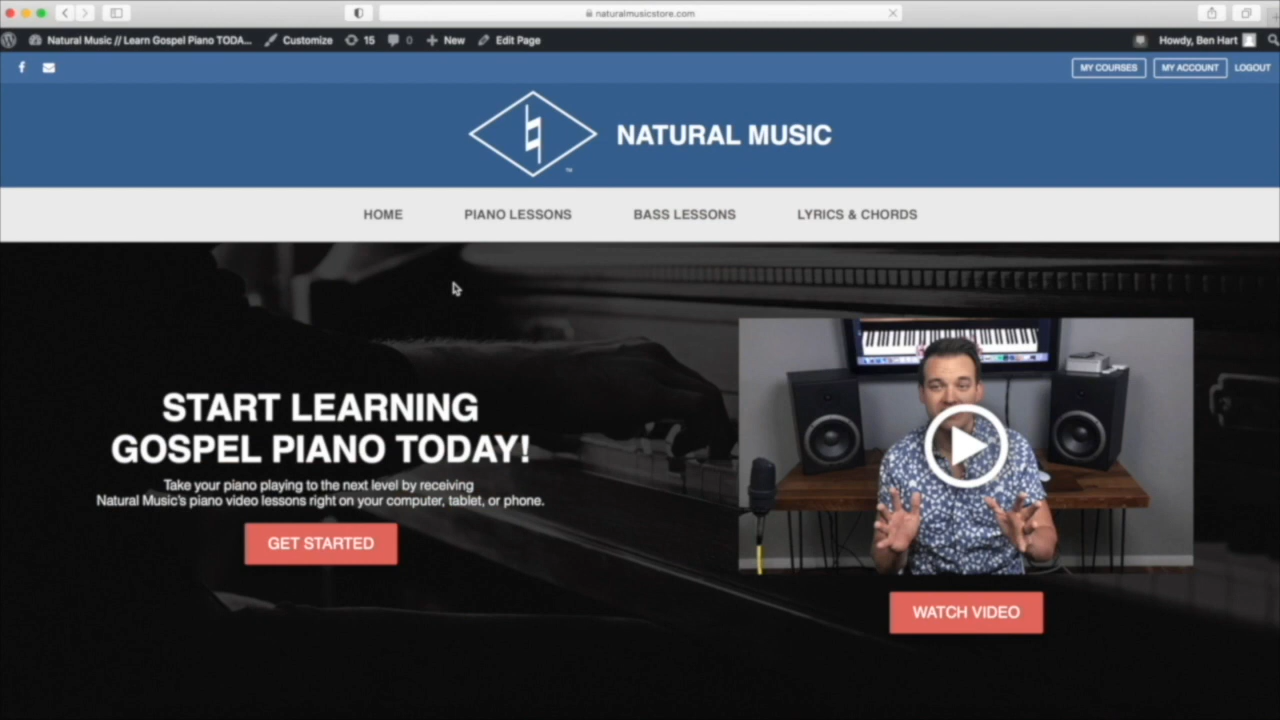 naturalmusicstore.com
Natural Music // Learn Gospel Piano TODA... Customize 15 0 New Edit Page Howdy, Ben Hart
MY COURSES MY ACCOUNT LOGOUT
NATURAL MUSIC
TM
HOME PIANO LESSONS BASS LESSONS LYRICS & CHORDS
START LEARNING
GOSPEL PIANO TODAY!
Take your piano playing to the next level by receiving
Natural Music's piano video lessons right on your computer, tablet, or phone.
GET STARTED
WATCH VIDEO